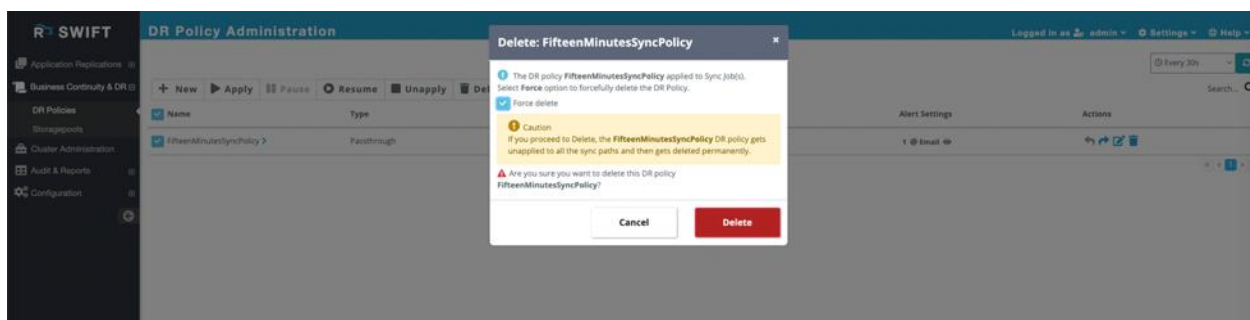 R SWIFT
DR Policy Administration
Logged in as admin
Settings
Help
Application Replications
Business Continuity & DR
DR Policies
Storagepools
Cluster Administration
Audit & Reports
Configuration
Every 30s
New Apply Pause Resume Unapply Del
Search...
Name Type Alert Settings Actions
FifteenMinutesSyncPolicy Passthrough 1 @ Email
1
Delete: FifteenMinutesSyncPolicy ×
The DR policy FifteenMinutesSyncPolicy applied to Sync Job(s).
Select Force option to forcefully delete the DR Policy.
Force delete
Caution
If you proceed to Delete, the FifteenMinutesSyncPolicy DR policy gets
unapplied to all the sync paths and then gets deleted permanently.
Are you sure you want to delete this DR policy
FifteenMinutesSyncPolicy?
Cancel Delete